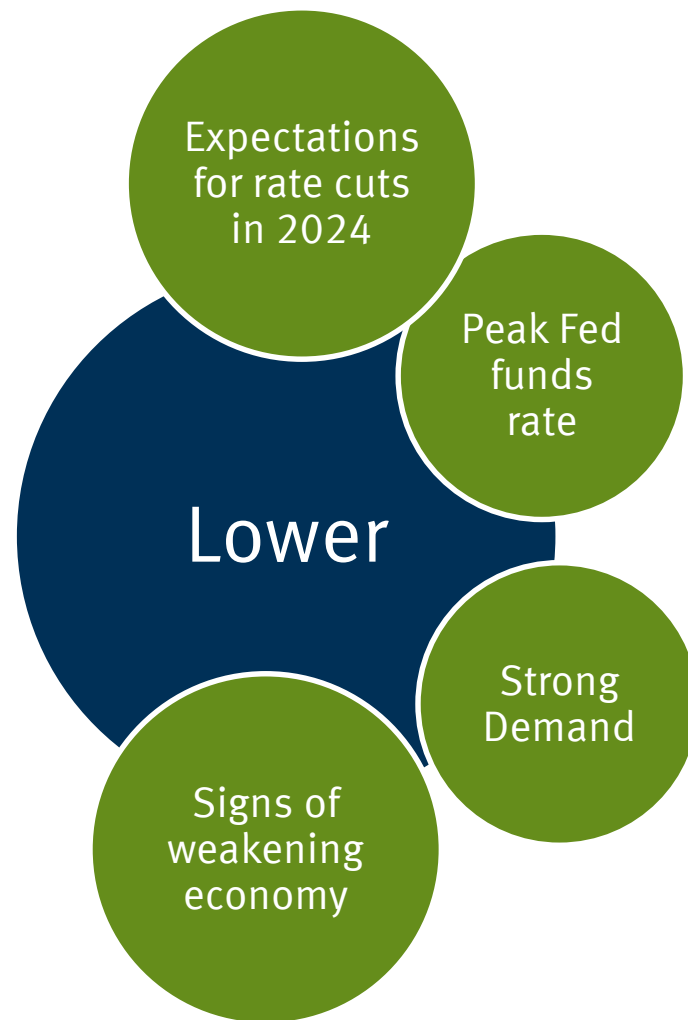 Expectations
for rate cuts
in 2024
Peak Fed
funds
rate
Lower
Strong
Demand
Signs of
weakening
economy